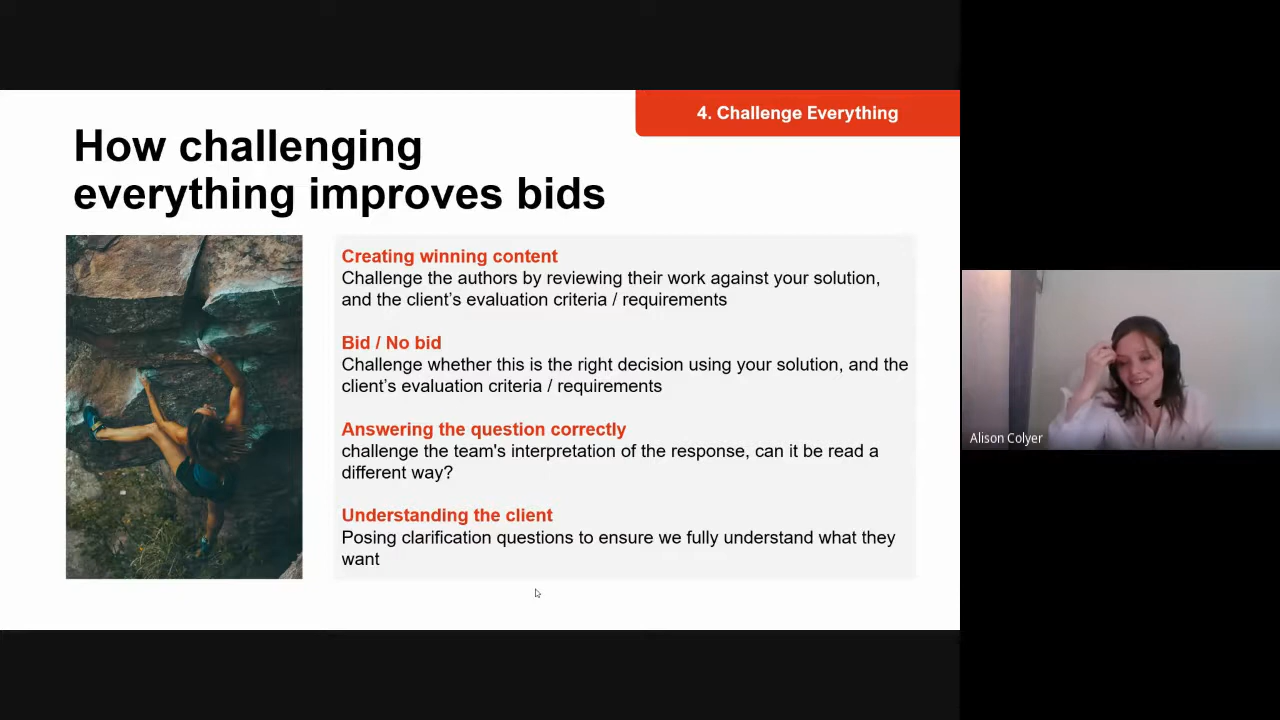 4. Challenge Everything
How challenging
everything improves bids
Creating winning content
Challenge the authors by reviewing their work against your solution,
and the client's evaluation criteria / requirements
Bid / No bid
Challenge whether this is the right decision using your solution, and the
client's evaluation criteria / requirements
Answering the question correctly
challenge the team's interpretation of the response, can it be read a
different way?
Understanding the client
Posing clarification questions to ensure we fully understand what they
want
Alison Colyer